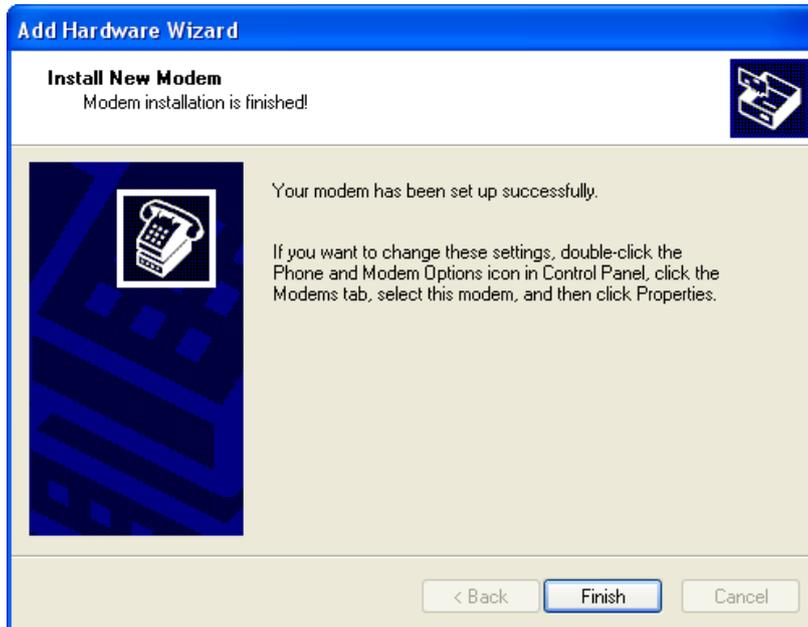 Add Hardware Wizard
Install New Modem
Modem installation is finished!
Your modem has been set up successfully.
If you want to change these settings, double-click the
Phone and Modem Options icon in Control Panel, click the
Modems tab, select this modem, and then click Properties.
< Back Finish Cancel